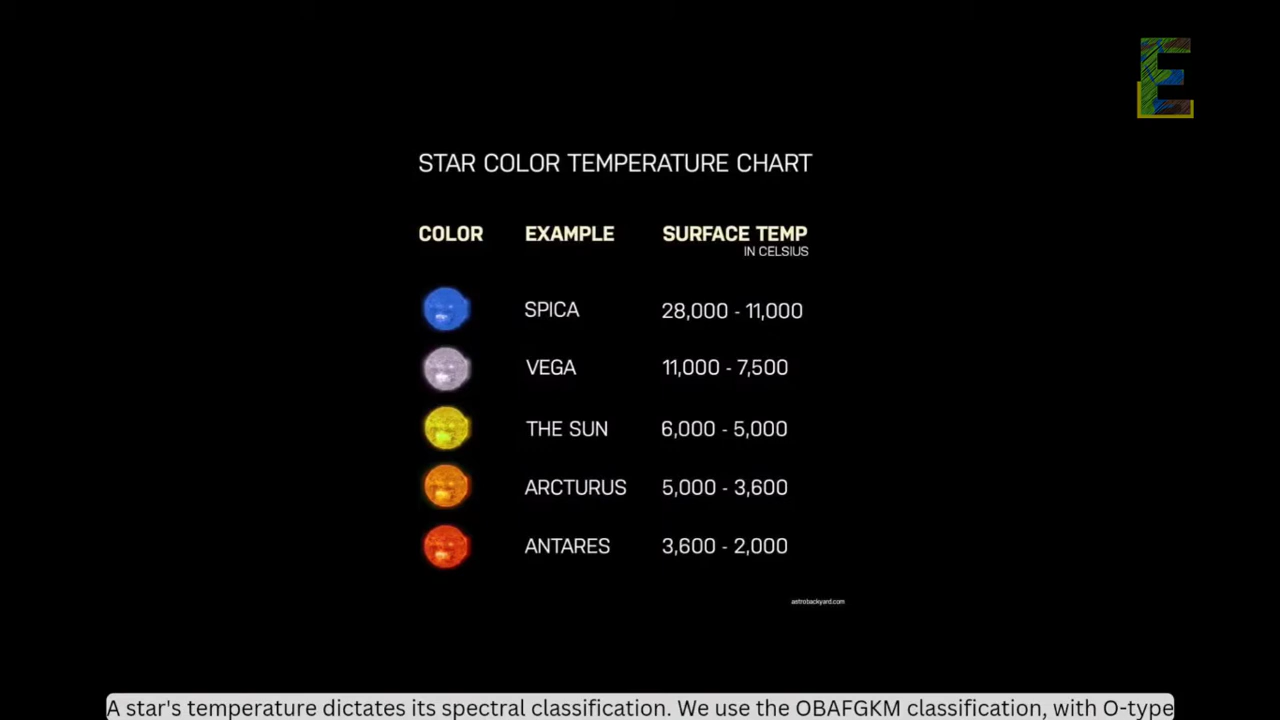 E
STAR COLOR TEMPERATURE CHART
COLOR EXAMPLE SURFACE TEMP
IN CELSIUS
SPICA 28,000 - 11,000
VEGA 11,000 - 7,500
THE SUN 6,000 - 5,000
ARCTURUS 5,000 - 3,600
ANTARES 3,600 - 2,000
astrobackyard.com
A star's temperature dictates its spectral classification. We use the OBAFGKM classification, with O-type